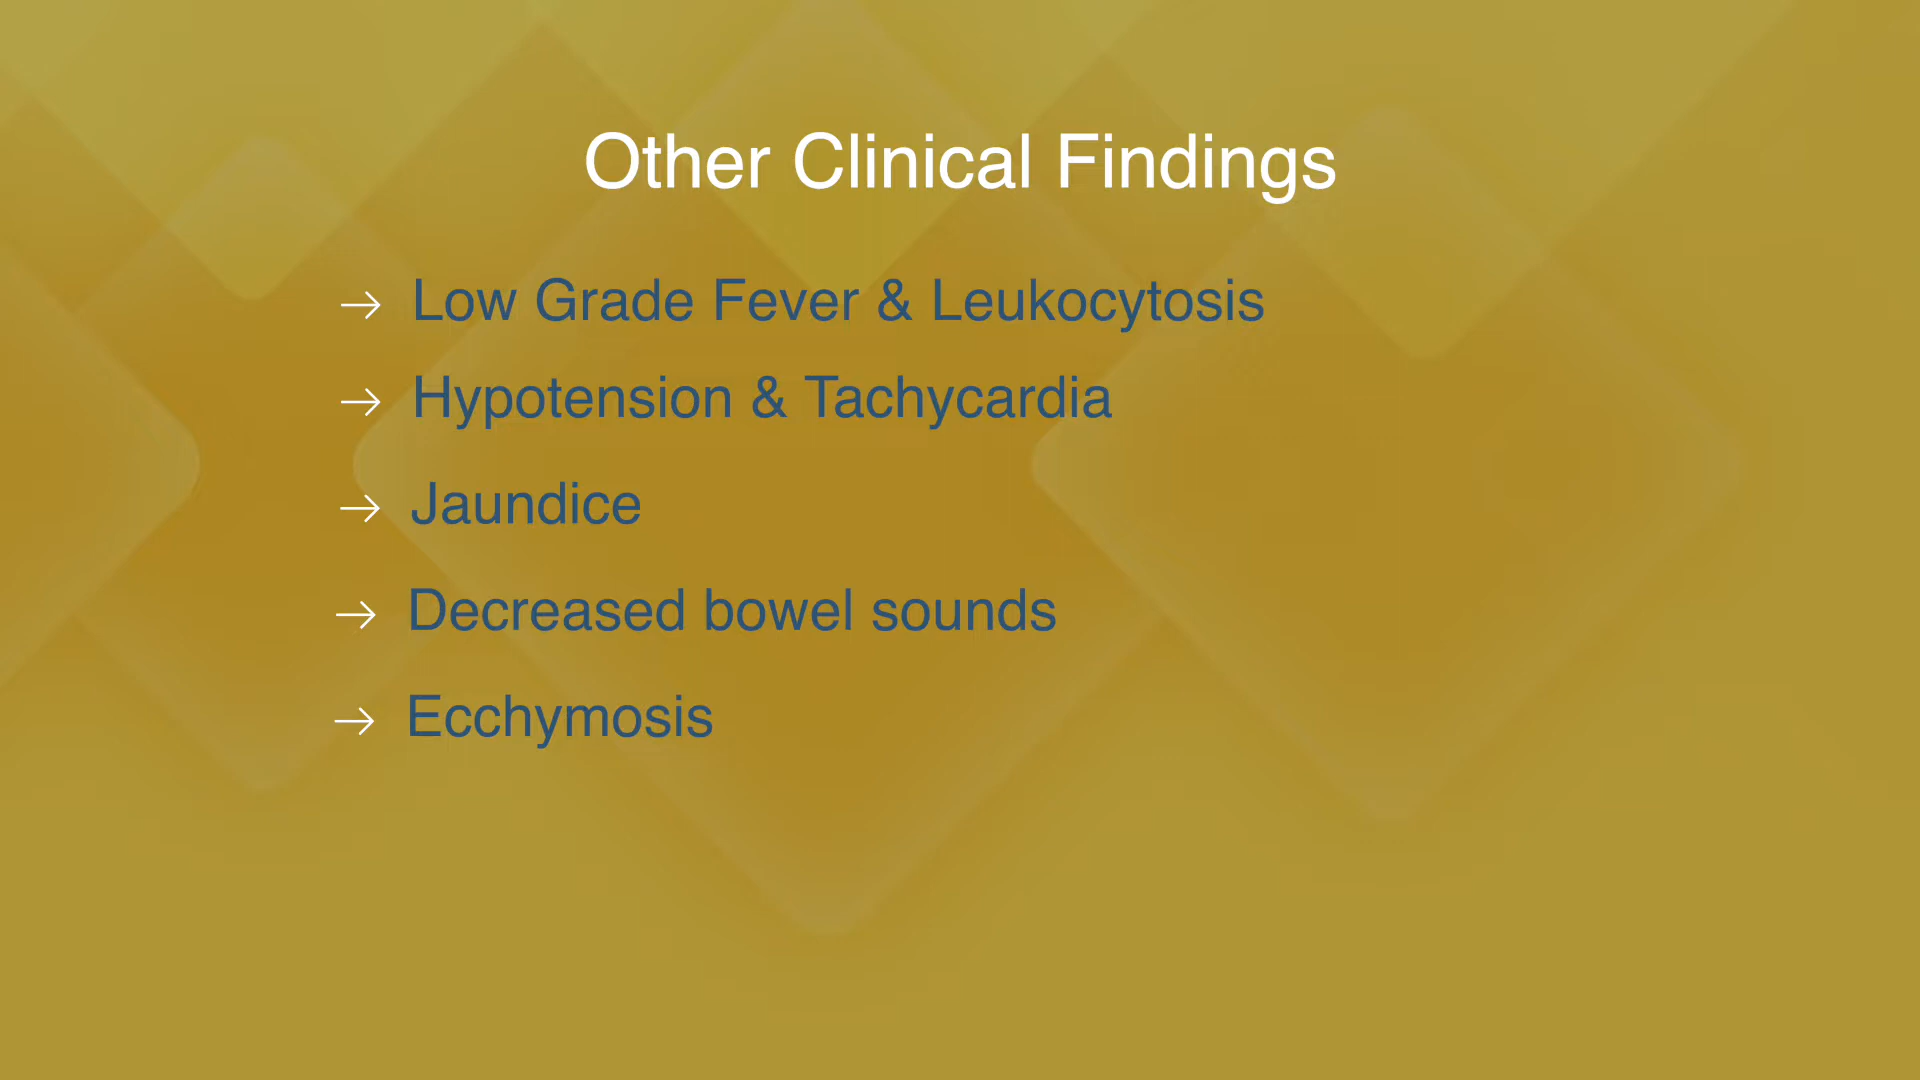 Other Clinical Findings
→ Low Grade Fever & Leukocytosis
→ Hypotension & Tachycardia
→ Jaundice
→ Decreased bowel sounds
→ Ecchymosis